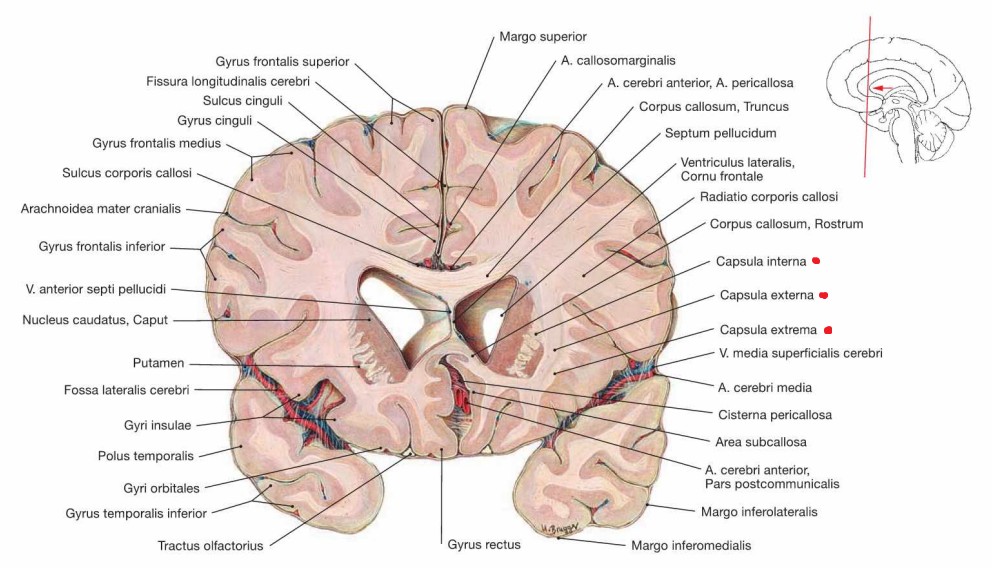 Margo superior
Gyrus frontalis superior
Fissura longitudinalis cerebri
Sulcus cinguli
Gyrus cinguli
Gyrus frontalis medius
Sulcus corporis callosi
Arachnoidea mater cranialis
Gyrus frontalis inferior
V. anterior septi pellucidi
Nucleus caudatus, Caput
Putamen
Fossa lateralis cerebri
Gyri insulae
Polus temporalis
Gyri orbitales
Gyrus temporalis inferior
Tractus olfactorius
A. callosomarginalis
A. cerebri anterior, A. pericallosa
Corpus callosum, Truncus
Septum pellucidum
Ventriculus lateralis,
Cornu frontale
Radiatio corporis callosi
Corpus callosum, Rostrum
Capsula interna
Capsula externa
Capsula extrema
V. media superficialis cerebri
A. cerebri media
Cisterna pericallosa
Area subcallosa
A. cerebri anterior,
Pars postcommunicalis
Margo inferolateralis
Margo inferomedialis
Gyrus rectus